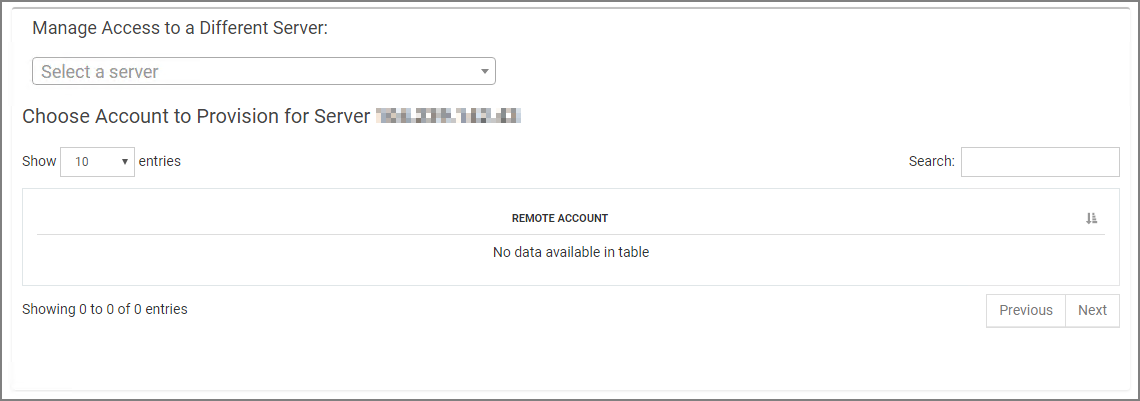 Manage Access to a Different Server:
Select a server
Choose Account to Provision for Server
Show 10 entries
Search:
REMOTE ACCOUNT
No data available in table
Showing 0 to 0 of 0 entries
Previous Next